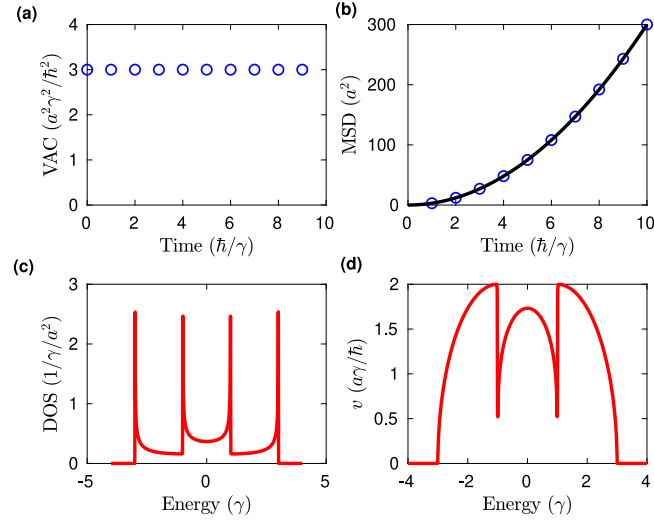 (a)
4
3
2
1
0
0 2 4 6 8 10
VAC (a²γ²/ħ²)
Time (ħ/γ)
(b)
300
200
100
0
0 2 4 6 8 10
MSD (a²)
Time (ħ/γ)
(c)
3
2
1
0
-5 0 5
DOS (1/γ/a²)
Energy (γ)
(d)
2
1.5
1
0.5
0
-4 -2 0 2 4
v (aγ/ħ)
Energy (γ)